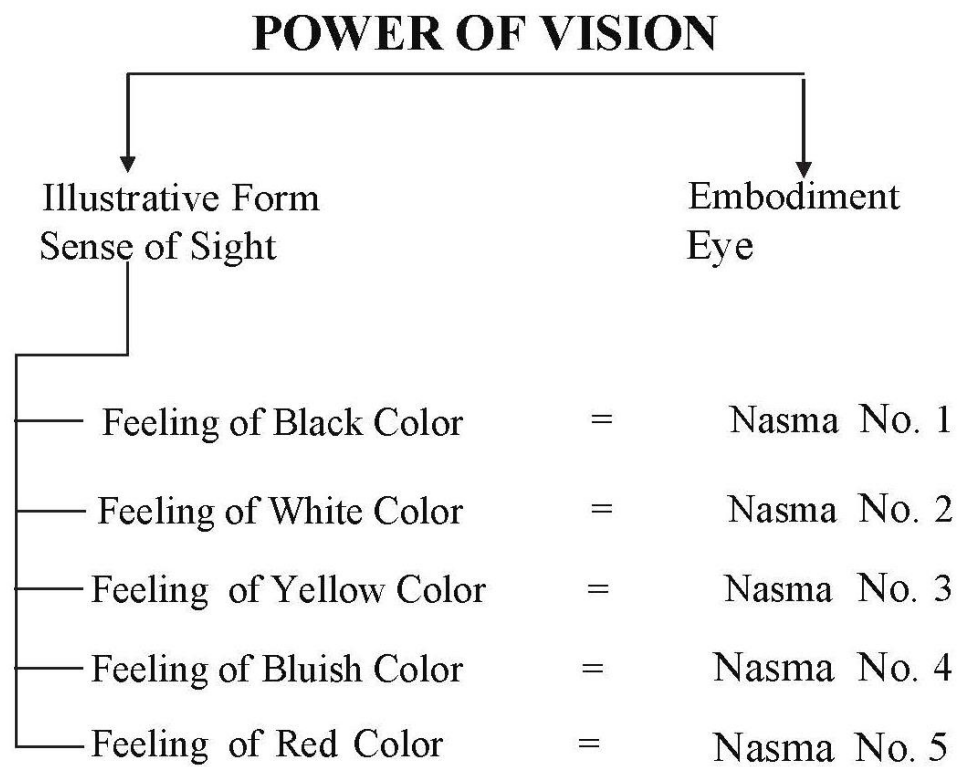 POWER OF VISION
Illustrative Form
Sense of Sight
Embodiment
Eye
Feeling of Black Color = Nasma No. 1
Feeling of White Color = Nasma No. 2
Feeling of Yellow Color = Nasma No. 3
Feeling of Bluish Color = Nasma No. 4
Feeling of Red Color = Nasma No. 5